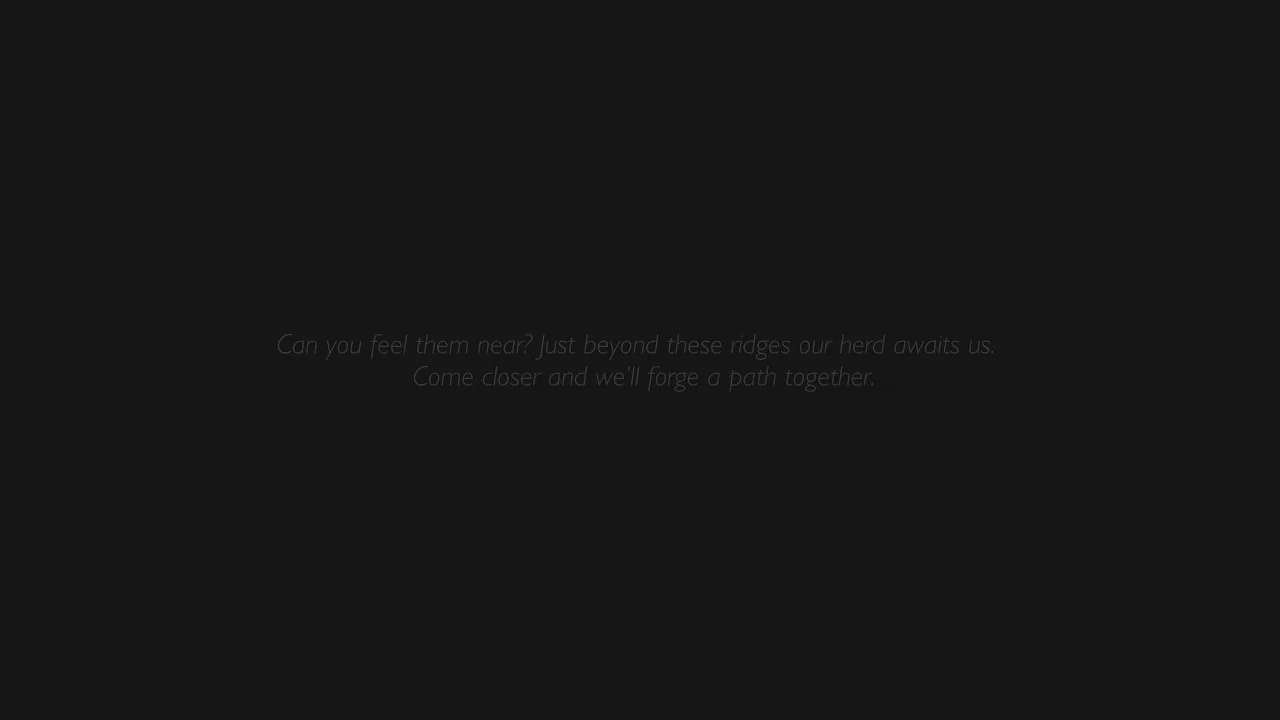 Can you feel them near? Just beyond these ridges our herd awaits us.
Come closer and we'll forge a path together.